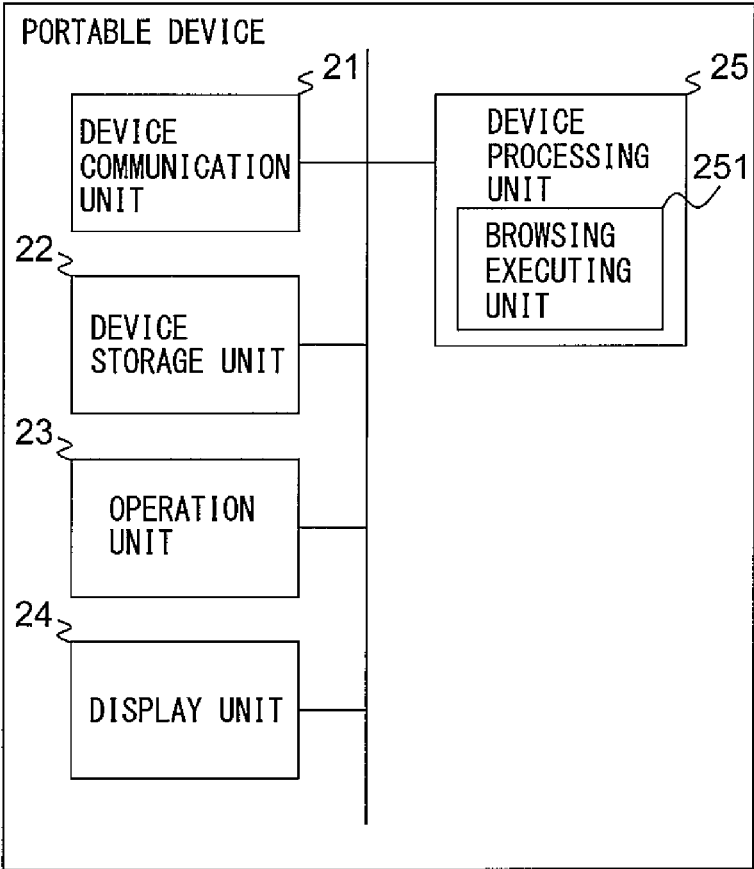 PORTABLE DEVICE
21
DEVICE
COMMUNICATION
UNIT
22
DEVICE
STORAGE UNIT
23
OPERATION
UNIT
24
DISPLAY UNIT
25
DEVICE
PROCESSING
UNIT
251
BROWSING
EXECUTING
UNIT